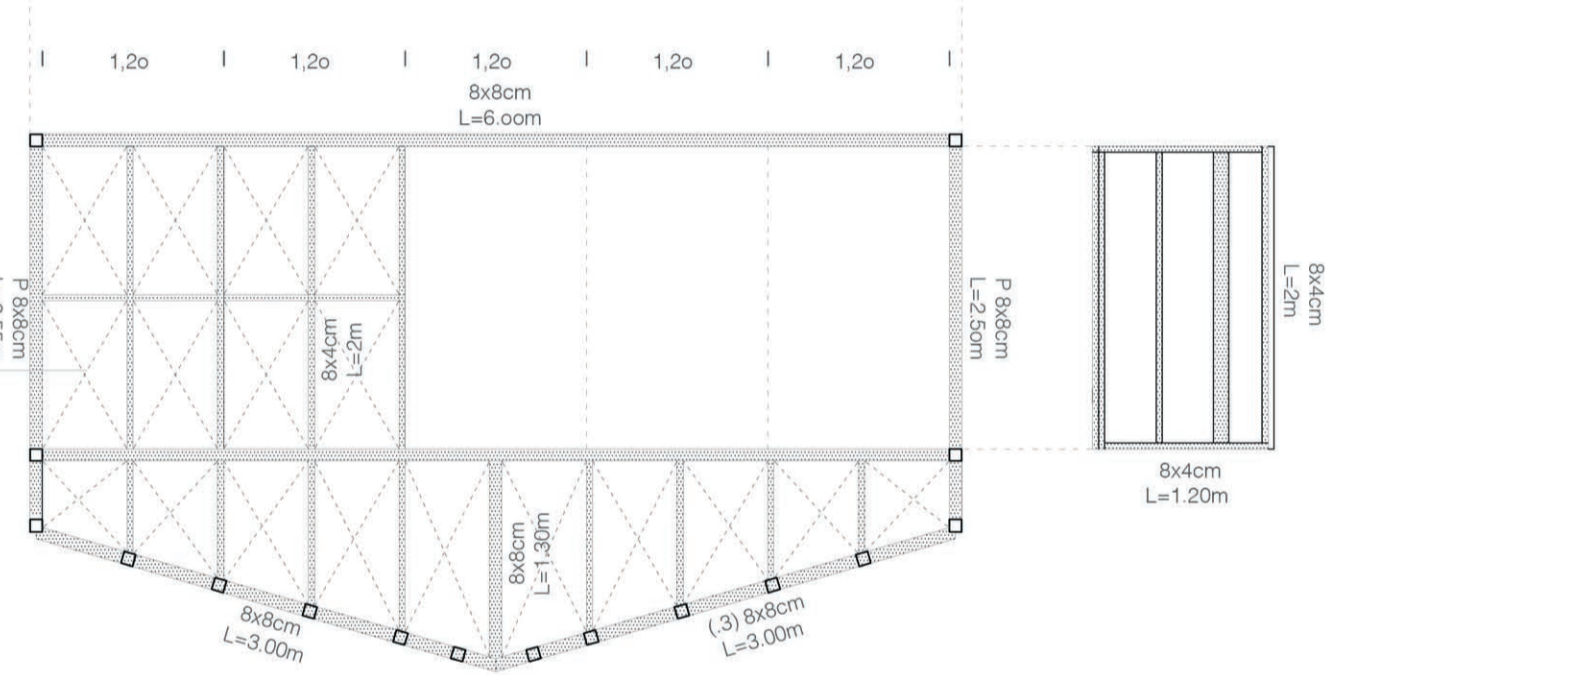 1,2o
1,2o
1,2o
1,2o
1,2o
8x8cm
L=6.oom
P 8x8cm
8x4cm
L=2m
P 8x8cm
L=2.5om
8x4cm
L=2m
8x4cm
L=1.20m
8x8cm
L=1.30m
8x8cm
L=3.00m
(.3) 8x8cm
L=3.00m